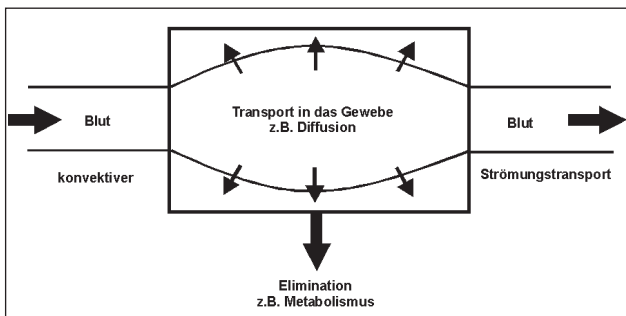 Transport in das Gewebe
z.B. Diffusion
Blut
Blut
konvektiver
Strömungstransport
Elimination
z.B. Metabolismus